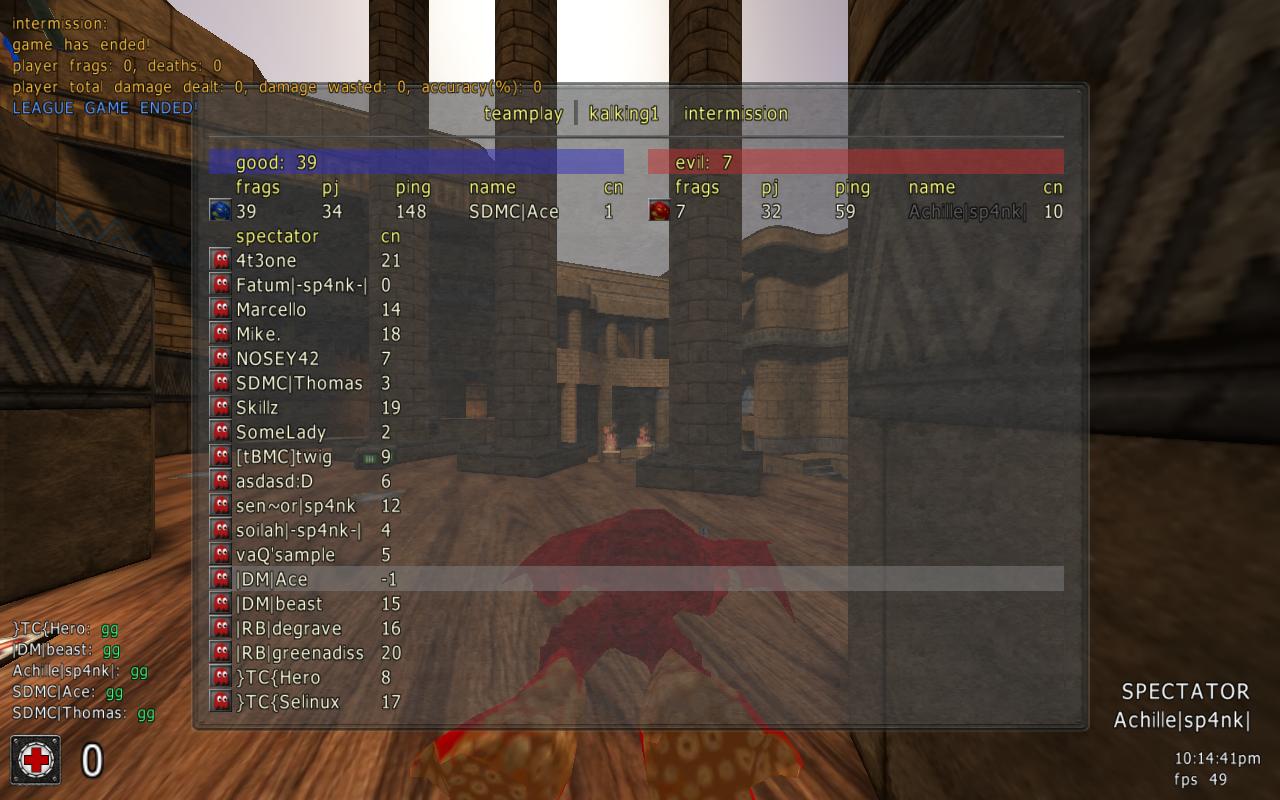 intermission:
game has ended!
player frags: 0, deaths: 0
player total damage dealt: 0, damage wasted: 0, accuracy(%): 0
LEAGUE GAME ENDED!
teamplay | kalking1 | intermission
good: 39
evil: 7
frags pj ping name cn
frags pj ping name cn
39 34 148 SDMC|Ace 1
7 32 59 Achille|sp4nk| 10
spectator cn
4t3one 21
Fatum|-sp4nk-| 0
Marcello 14
Mike. 18
NOSEY42 7
SDMC|Thomas 3
Skillz 19
SomeLady 2
[tBMC]twig 9
asdasd:D 6
sen~or|sp4nk 12
soilah|-sp4nk-| 4
vaQ'sample 5
|DM|Ace -1
|DM|beast 15
|RB|degrave 16
|RB|greenadiss 20
}TC{Hero 8
}TC{Selinux 17
}TC{Hero: gg
|DM|beast: gg
Achille|sp4nk|: gg
SDMC|Ace: gg
SDMC|Thomas: gg
0
SPECTATOR
Achille|sp4nk|
10:14:41pm
fps 49